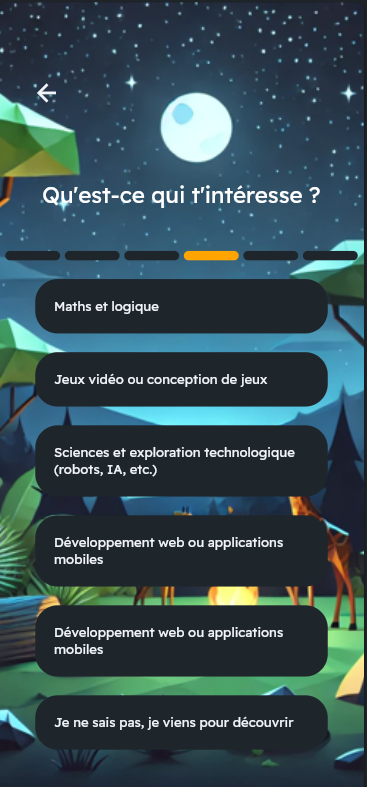 Qu'est-ce qui t'intéresse ?
Maths et logique
Jeux vidéo ou conception de jeux
Sciences et exploration technologique
(robots, IA, etc.)
Développement web ou applications
mobiles
Développement web ou applications
mobiles
Je ne sais pas, je viens pour découvrir